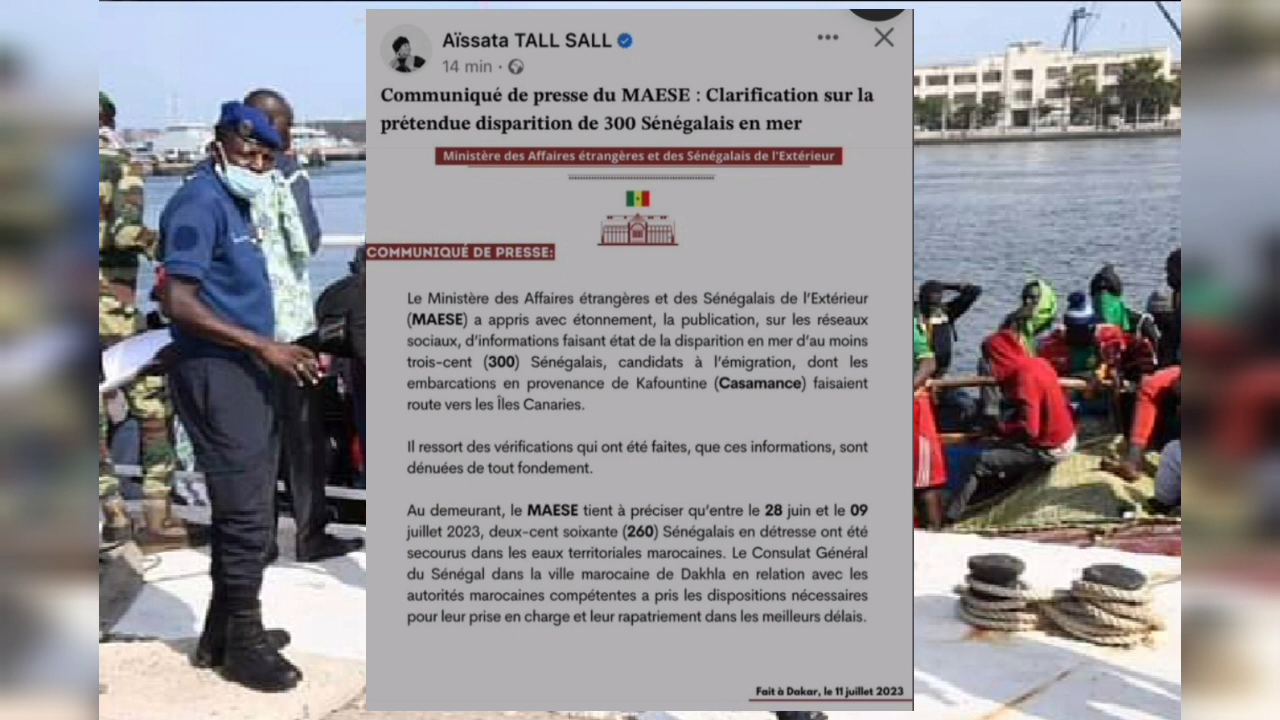 Aïssata TALL SALL
14 min ·
Communiqué de presse du MAESE : Clarification sur la
prétendue disparition de 300 Sénégalais en mer
Ministère des Affaires étrangères et des Sénégalais de l'Extérieur
COMMUNIQUÉ DE PRESSE:
Le Ministère des Affaires étrangères et des Sénégalais de l’Extérieur
(MAESE) a appris avec étonnement, la publication, sur les réseaux
sociaux, d’informations faisant état de la disparition en mer d’au moins
trois-cent (300) Sénégalais, candidats à l’émigration, dont les
embarcations en provenance de Kafountine (Casamance) faisaient
route vers les Îles Canaries.
Il ressort des vérifications qui ont été faites, que ces informations, sont
dénuées de tout fondement.
Au demeurant, le MAESE tient à préciser qu’entre le 28 juin et le 09
juillet 2023, deux-cent soixante (260) Sénégalais en détresse ont été
secourus dans les eaux territoriales marocaines. Le Consulat Général
du Sénégal dans la ville marocaine de Dakhla en relation avec les
autorités marocaines compétentes a pris les dispositions nécessaires
pour leur prise en charge et leur rapatriement dans les meilleurs délais.
Fait à Dakar, le 11 juillet 2023